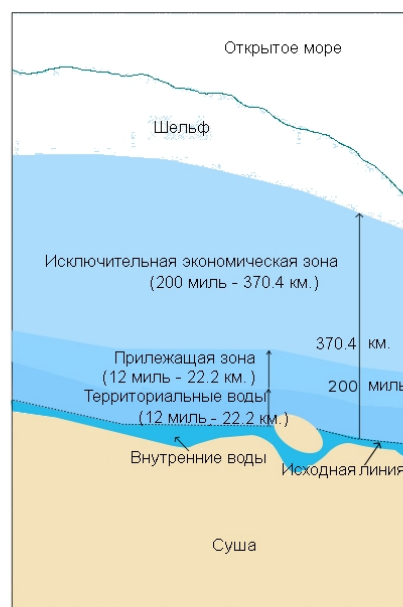 Открытое море
Шельф
Исключительная экономическая зона
(200 миль - 370.4 км.)
370.4 км.
Прилежащая зона
(12 миль - 22.2 км.)
200 миль
Территориальные воды
(12 миль - 22.2 км.)
Внутренние воды
Исходная линия
Суша